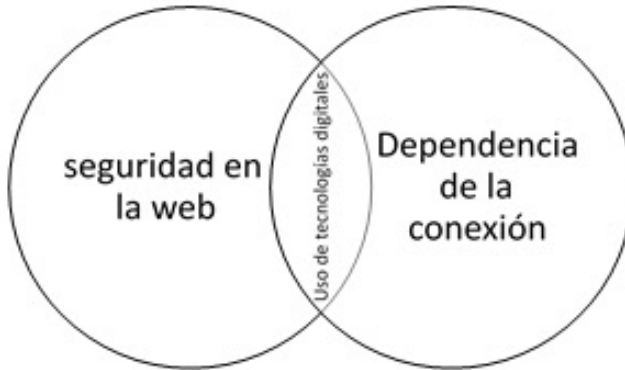 seguridad en
la web
Uso de tecnologías digitales
Dependencia
de la
conexión